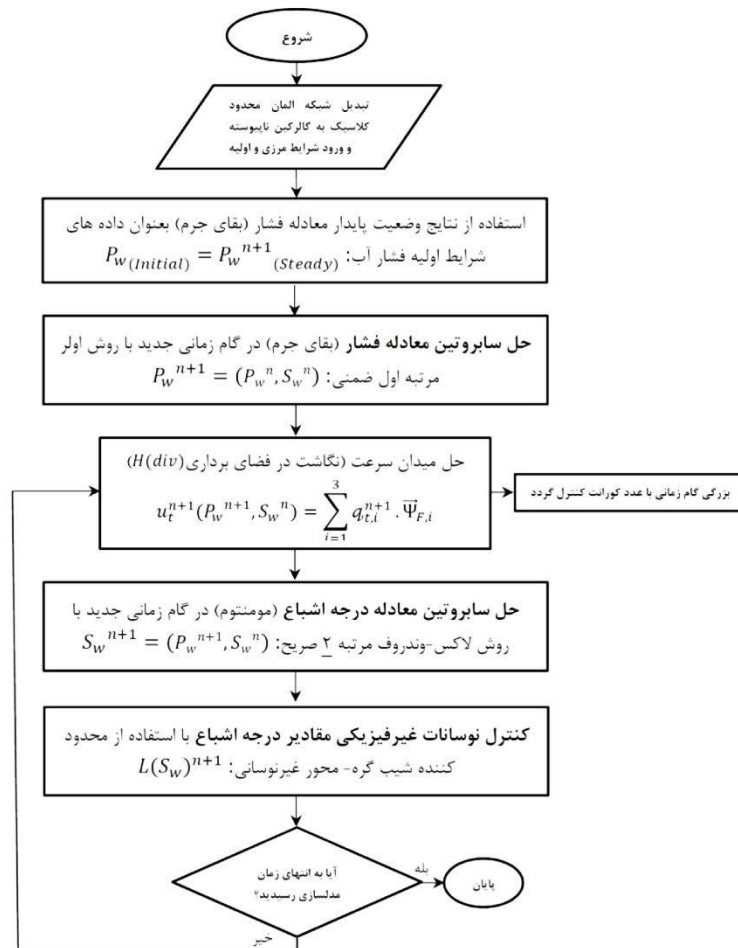 شروع
تبدیل شبکه المان محدود
کلاسیک به گالرکین ناپیوسته
و ورود شرایط مرزی و اولیه
استفاده از نتایج وضعیت پایدار معادله فشار (بقای جرم) بعنوان داده های
شرایط اولیه فشار آب: P_{w(Initial)} = P_w^{n+1}_{(Steady)}
حل سابروتین معادله فشار (بقای جرم) در گام زمانی جدید با روش اولر
مرتبه اول ضمنی: P_w^{n+1} = (P_w^n, S_w^n)
حل میدان سرعت (نگاشت در فضای برداری H(div))
u_t^{n+1}(P_w^{n+1}, S_w^n) = \sum_{i=1}^{3} q_{t,i}^{n+1} . \vec{Ψ}_{F,i}
بزرگی گام زمانی با عدد کورانت کنترل گردد
حل سابروتین معادله درجه اشباع (مومنتوم) در گام زمانی جدید با
روش لاکس-وندروف مرتبه ۲ صریح: S_w^{n+1} = (P_w^{n+1}, S_w^n)
کنترل نوسانات غیرفیزیکی مقادیر درجه اشباع با استفاده از محدود
کننده شیب گره- محور غیرنوسانی: L(S_w)^{n+1}
آیا به انتهای زمان
مدلسازی رسیدید؟
بله
پایان
خیر